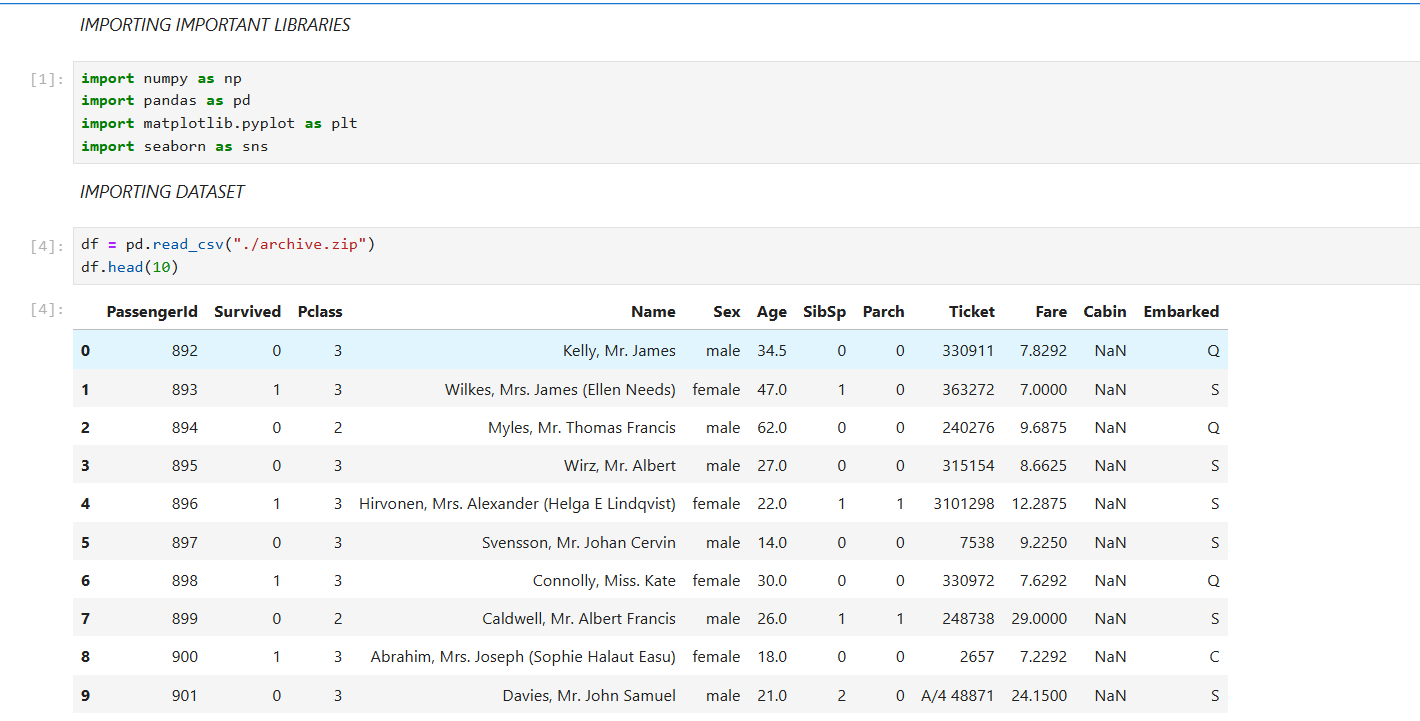 IMPORTING IMPORTANT LIBRARIES
[1]:
import numpy as np
import pandas as pd
import matplotlib.pyplot as plt
import seaborn as sns
IMPORTING DATASET
[4]:
df = pd.read_csv("./archive.zip")
df.head(10)
[4]:
PassengerId Survived Pclass Name Sex Age SibSp Parch Ticket Fare Cabin Embarked
0 892 0 3 Kelly, Mr. James male 34.5 0 0 330911 7.8292 NaN Q
1 893 1 3 Wilkes, Mrs. James (Ellen Needs) female 47.0 1 0 363272 7.0000 NaN S
2 894 0 2 Myles, Mr. Thomas Francis male 62.0 0 0 240276 9.6875 NaN Q
3 895 0 3 Wirz, Mr. Albert male 27.0 0 0 315154 8.6625 NaN S
4 896 1 3 Hirvonen, Mrs. Alexander (Helga E Lindqvist) female 22.0 1 1 3101298 12.2875 NaN S
5 897 0 3 Svensson, Mr. Johan Cervin male 14.0 0 0 7538 9.2250 NaN S
6 898 1 3 Connolly, Miss. Kate female 30.0 0 0 330972 7.6292 NaN Q
7 899 0 2 Caldwell, Mr. Albert Francis male 26.0 1 1 248738 29.0000 NaN S
8 900 1 3 Abrahim, Mrs. Joseph (Sophie Halaut Easu) female 18.0 0 0 2657 7.2292 NaN C
9 901 0 3 Davies, Mr. John Samuel male 21.0 2 0 A/4 48871 24.1500 NaN S